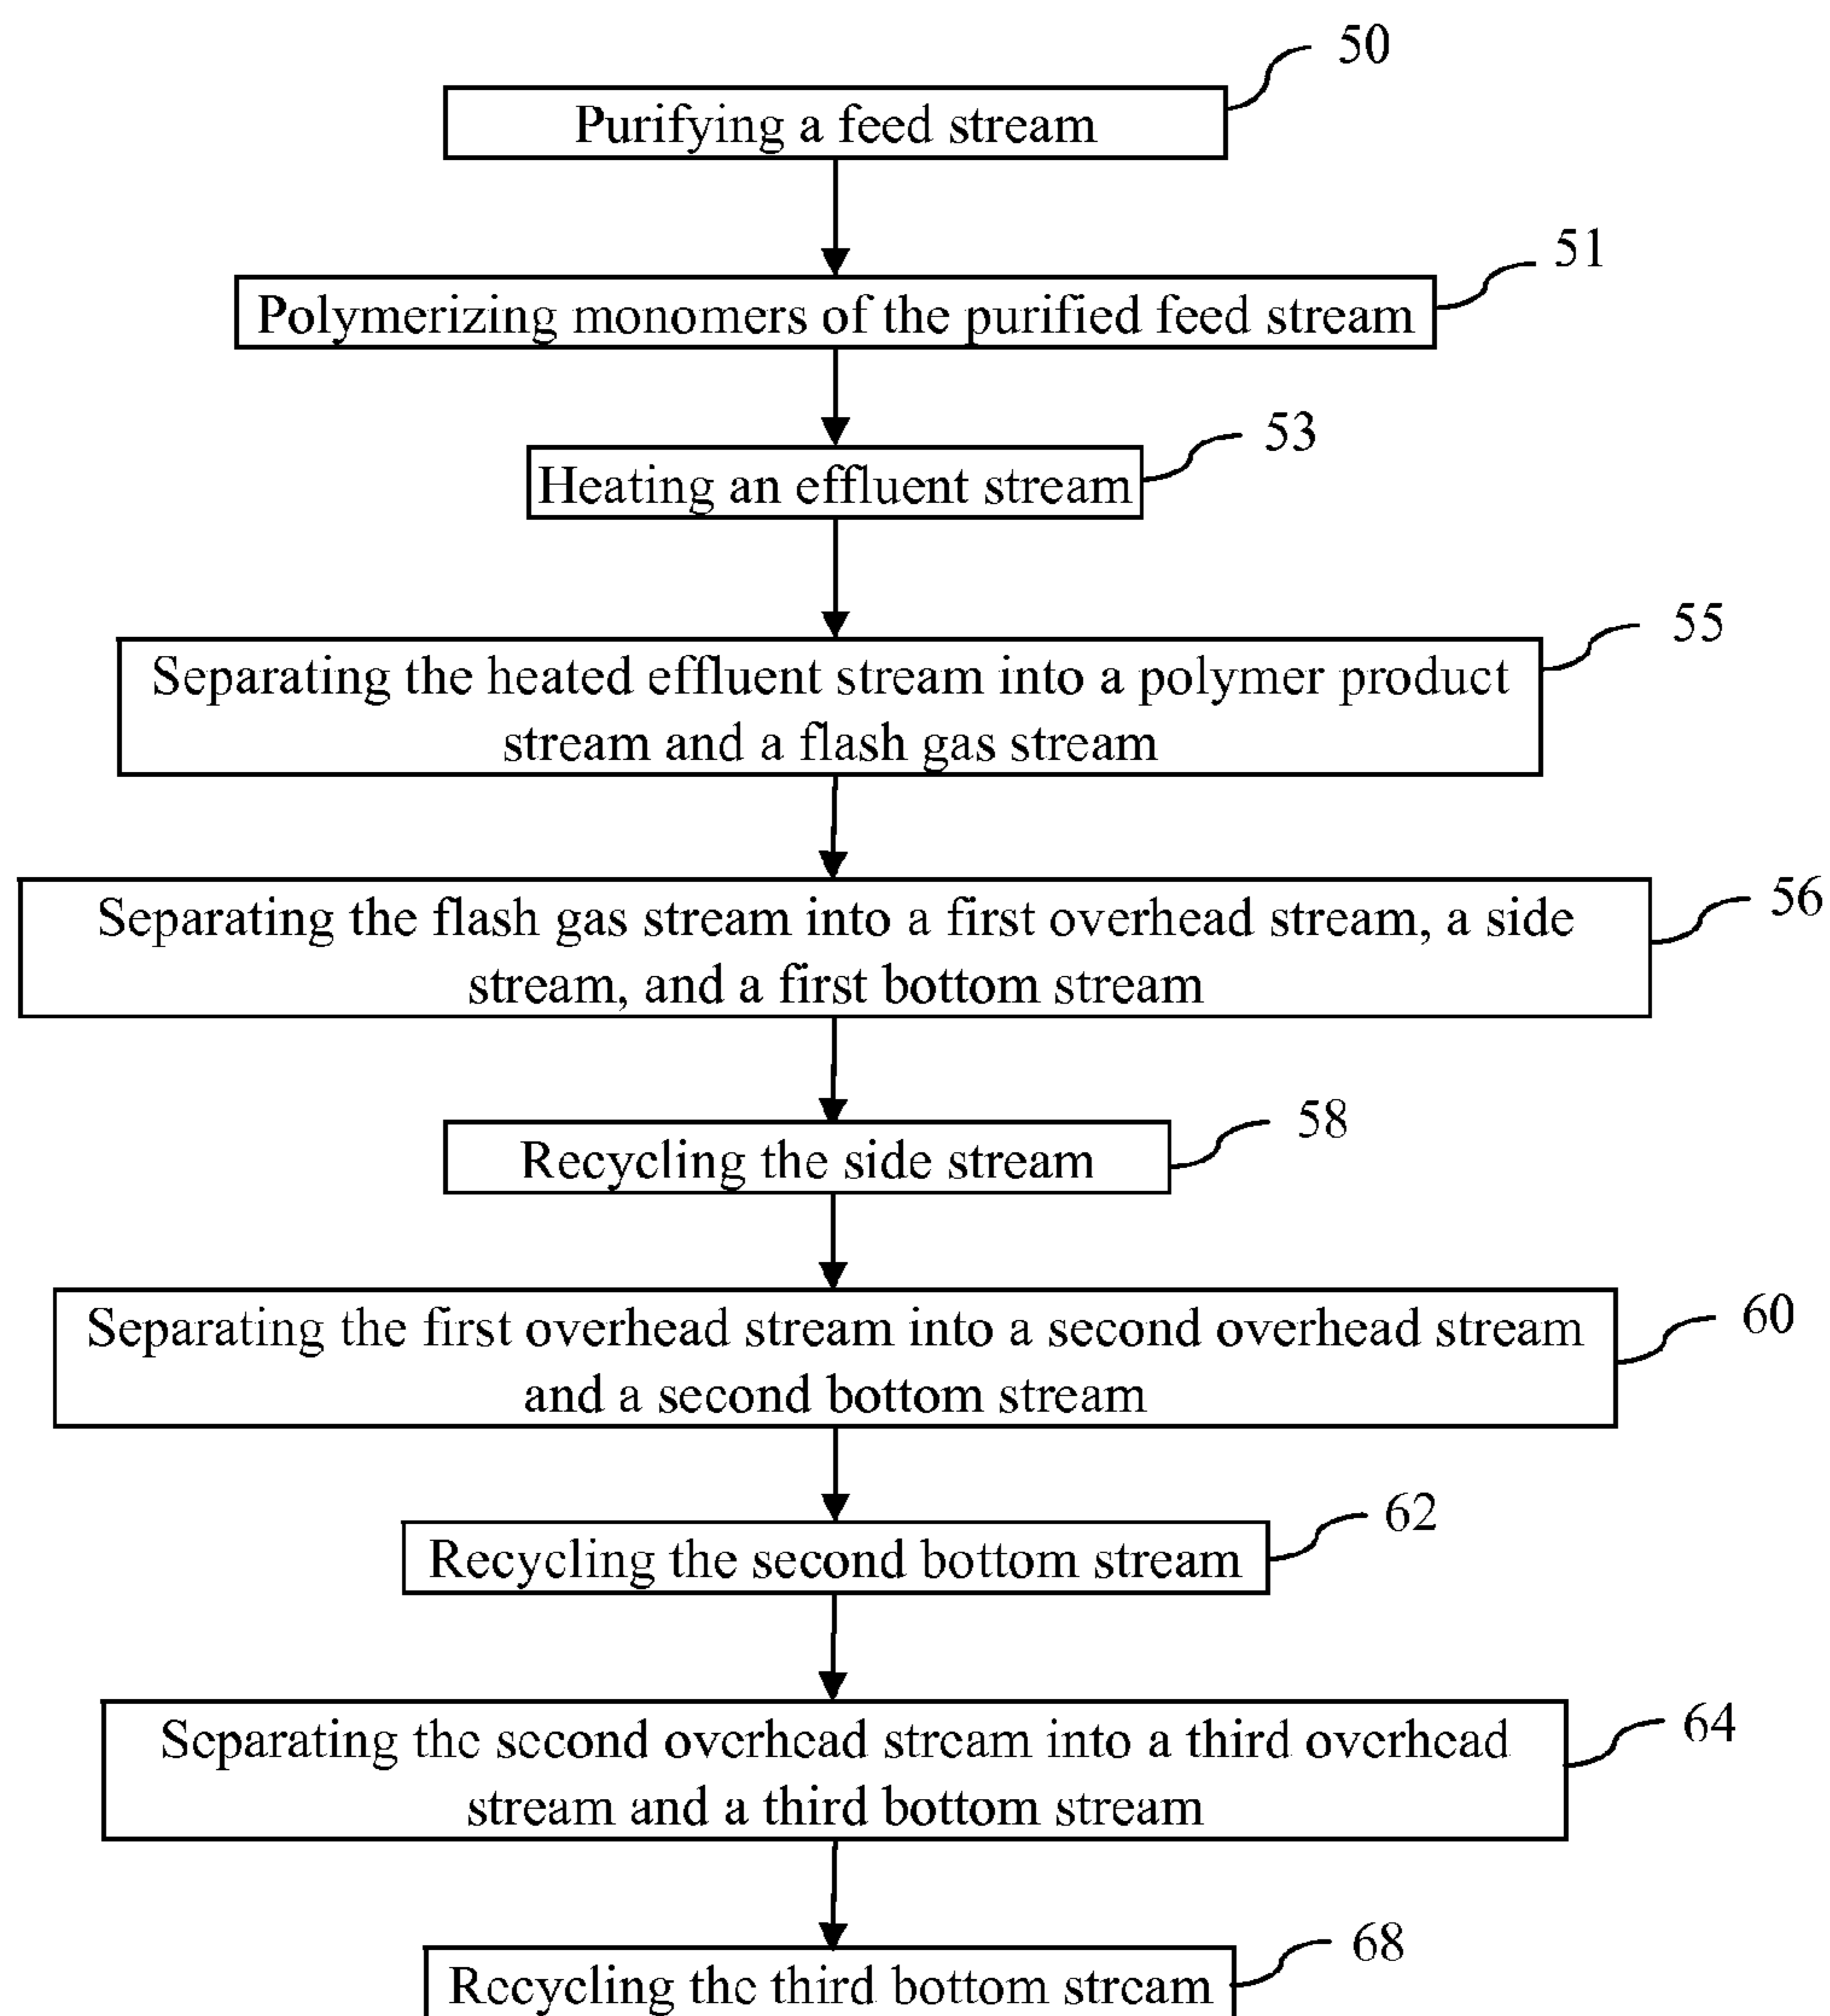 50
Purifying a feed stream
51
Polymerizing monomers of the purified feed stream
53
Heating an effluent stream
55
Separating the heated effluent stream into a polymer product
stream and a flash gas stream
56
Separating the flash gas stream into a first overhead stream, a side
stream, and a first bottom stream
58
Recycling the side stream
60
Separating the first overhead stream into a second overhead stream
and a second bottom stream
62
Recycling the second bottom stream
64
Separating the second overhead stream into a third overhead
stream and a third bottom stream
68
Recycling the third bottom stream